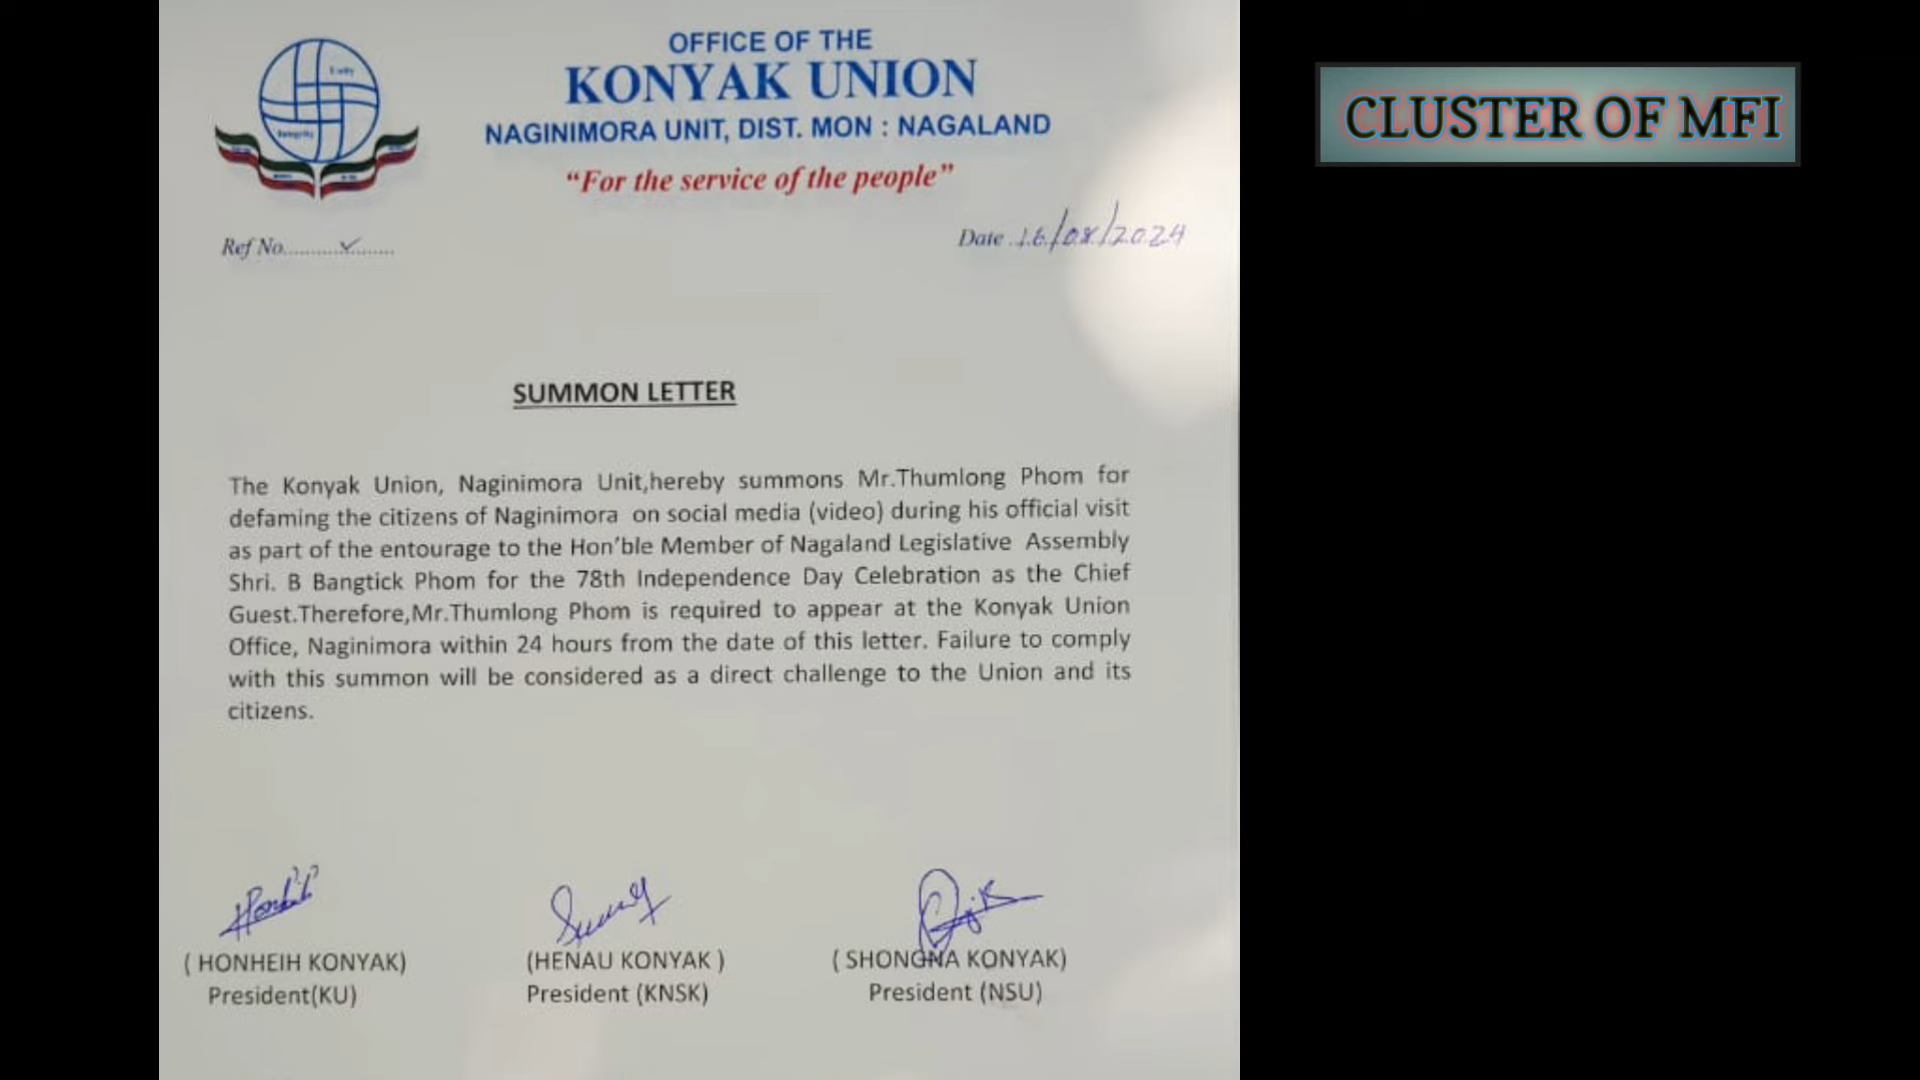 OFFICE OF THE
KONYAK UNION
NAGINIMORA UNIT, DIST. MON : NAGALAND
“For the service of the people”
Unity
Integrity
Ref No..................
Date 16/08/2024
SUMMON LETTER
The Konyak Union, Naginimora Unit,hereby summons Mr.Thumlong Phom for
defaming the citizens of Naginimora on social media (video) during his official visit
as part of the entourage to the Hon’ble Member of Nagaland Legislative Assembly
Shri. B Bangtick Phom for the 78th Independence Day Celebration as the Chief
Guest.Therefore,Mr.Thumlong Phom is required to appear at the Konyak Union
Office, Naginimora within 24 hours from the date of this letter. Failure to comply
with this summon will be considered as a direct challenge to the Union and its
citizens.
( HONHEIH KONYAK)
President(KU)
(HENAU KONYAK )
President (KNSK)
( SHONGNA KONYAK)
President (NSU)
CLUSTER OF MFI